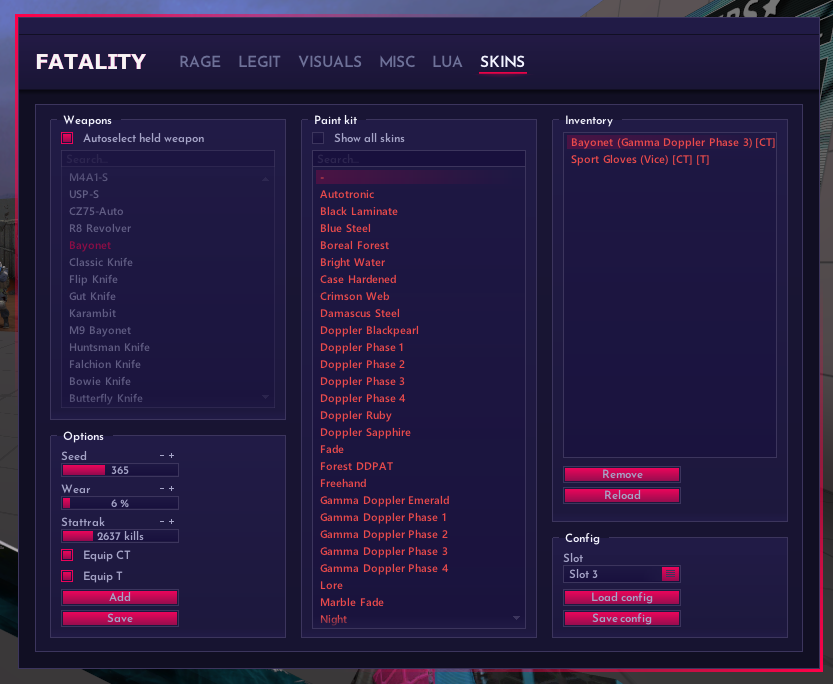 FATALITY
RAGE LEGIT VISUALS MISC LUA SKINS
Weapons
Autoselect held weapon
Search...
M4A1-S
USP-S
CZ75-Auto
R8 Revolver
Bayonet
Classic Knife
Flip Knife
Gut Knife
Karambit
M9 Bayonet
Huntsman Knife
Falchion Knife
Bowie Knife
Butterfly Knife
Options
Seed - +
365
Wear - +
6 %
Stattrak - +
2637 kills
Equip CT
Equip T
Add
Save
Paint kit
Show all skins
Search...
-
Autotronic
Black Laminate
Blue Steel
Boreal Forest
Bright Water
Case Hardened
Crimson Web
Damascus Steel
Doppler Blackpearl
Doppler Phase 1
Doppler Phase 2
Doppler Phase 3
Doppler Phase 4
Doppler Ruby
Doppler Sapphire
Fade
Forest DDPAT
Freehand
Gamma Doppler Emerald
Gamma Doppler Phase 1
Gamma Doppler Phase 2
Gamma Doppler Phase 3
Gamma Doppler Phase 4
Lore
Marble Fade
Night
Inventory
Bayonet (Gamma Doppler Phase 3) [CT]
Sport Gloves (Vice) [CT] [T]
Remove
Reload
Config
Slot
Slot 3
Load config
Save config